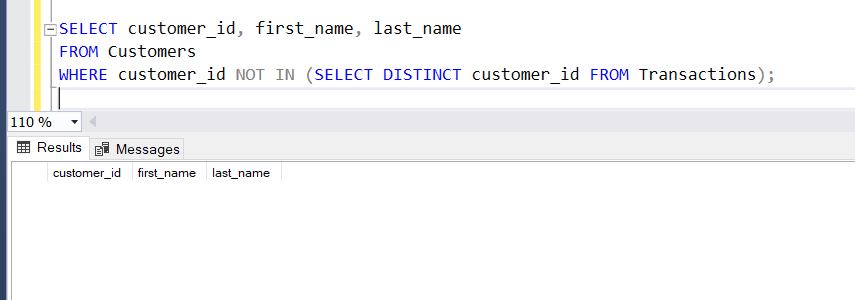 SELECT customer_id, first_name, last_name
FROM Customers
WHERE customer_id NOT IN (SELECT DISTINCT customer_id FROM Transactions);
110 %
Results Messages
customer_id first_name last_name